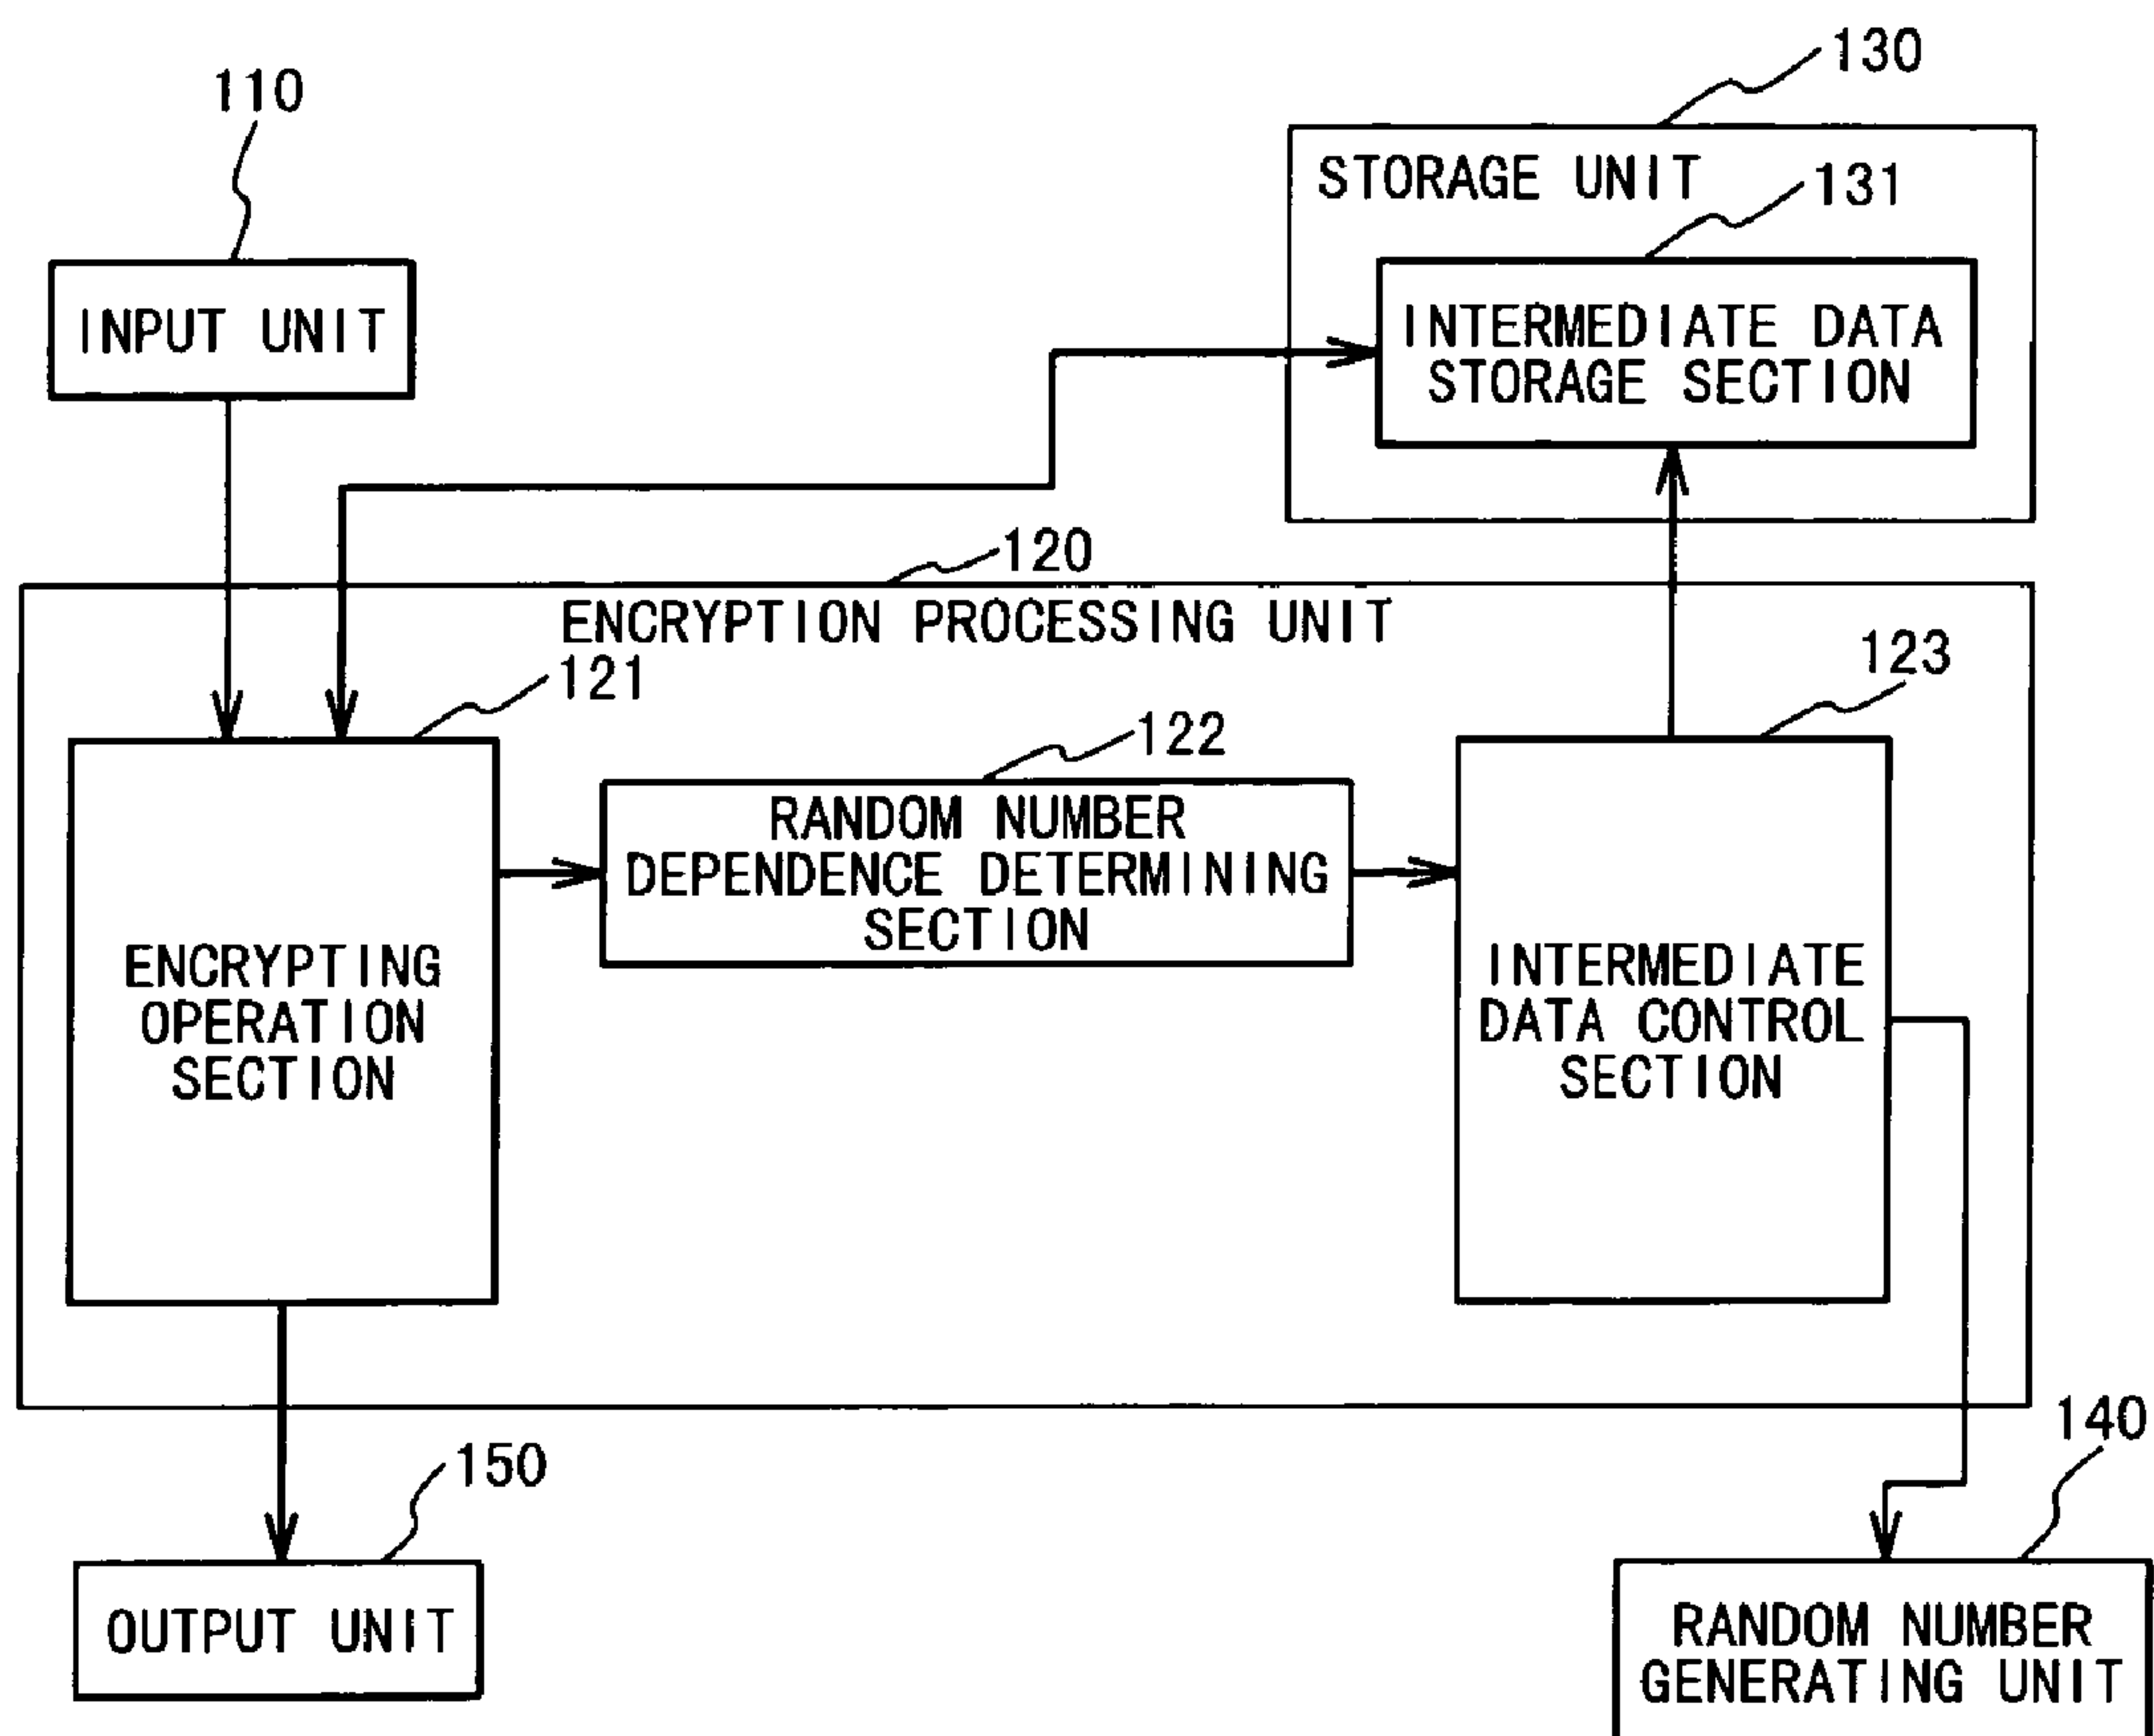 130
110
STORAGE UNIT
131
INPUT UNIT
INTERMEDIATE DATA
STORAGE SECTION
120
ENCRYPTION PROCESSING UNIT
121
123
122
RANDOM NUMBER
DEPENDENCE DETERMINING
SECTION
ENCRYPTING
OPERATION
SECTION
INTERMEDIATE
DATA CONTROL
SECTION
140
150
OUTPUT UNIT
RANDOM NUMBER
GENERATING UNIT